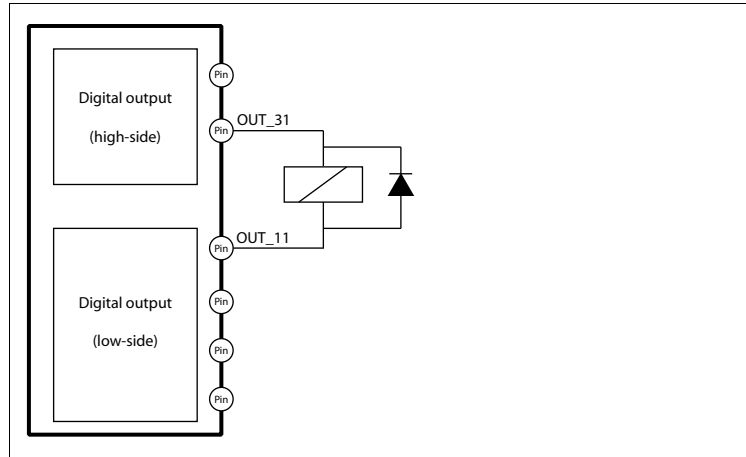 Pin
Digital output
(high-side)
Pin
OUT_31
Pin
OUT_11
Digital output
(low-side)
Pin
Pin
Pin